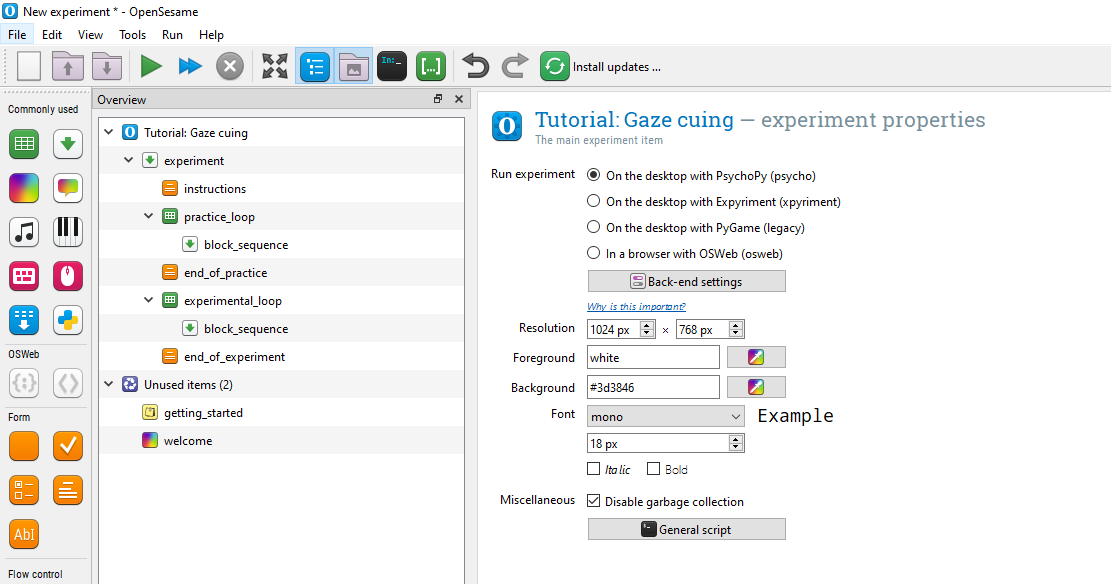 New experiment * - OpenSesame
File Edit View Tools Run Help
In:_ [...] Install updates ...
Commonly used
Overview
Tutorial: Gaze cuing
experiment
instructions
practice_loop
block_sequence
end_of_practice
experimental_loop
block_sequence
end_of_experiment
Unused items (2)
getting_started
welcome
OSWeb
Form
AbI
Flow control
Tutorial: Gaze cuing — experiment properties
The main experiment item
Run experiment On the desktop with PsychoPy (psycho)
On the desktop with Expyriment (xpyriment)
On the desktop with PyGame (legacy)
In a browser with OSWeb (osweb)
Back-end settings
Why is this important?
Resolution 1024 px × 768 px
Foreground white
Background #3d3846
Font mono Example
18 px
Italic Bold
Miscellaneous Disable garbage collection
General script